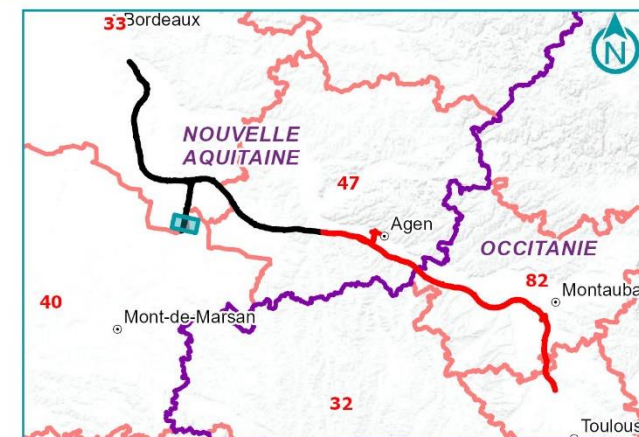 Bordeaux
33
N
NOUVELLE
AQUITAINE
47
Agen
OCCITANIE
82
40
Montauba
Mont-de-Marsan
32
Toulous